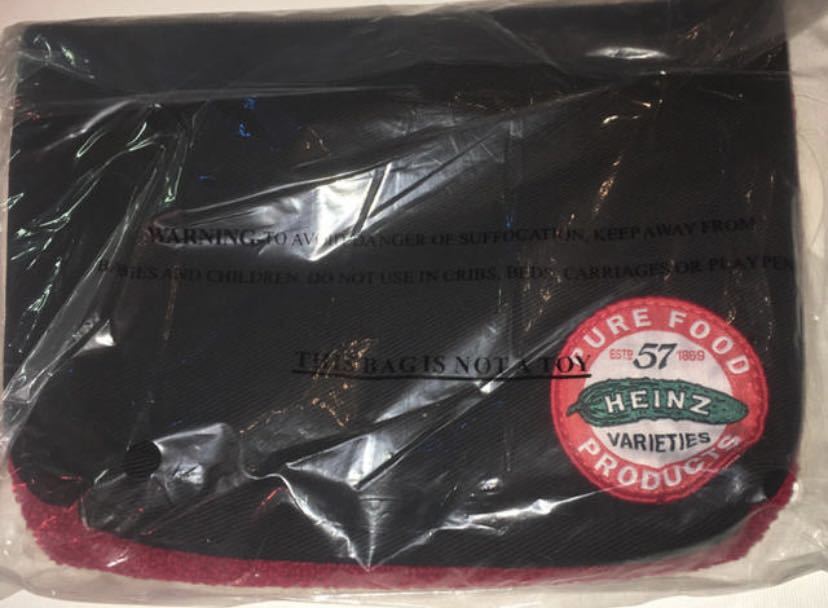 WARNING-TO AVOID DANGER OF SUFFOCATION, KEEP AWAY FROM
BABIES AND CHILDREN. DO NOT USE IN CRIBS, BEDS, CARRIAGES OR PLAY PEN
THIS BAG IS NOT A TOY
PURE FOOD
ESTD 57 1869
HEINZ
VARIETIES
PRODUCTS